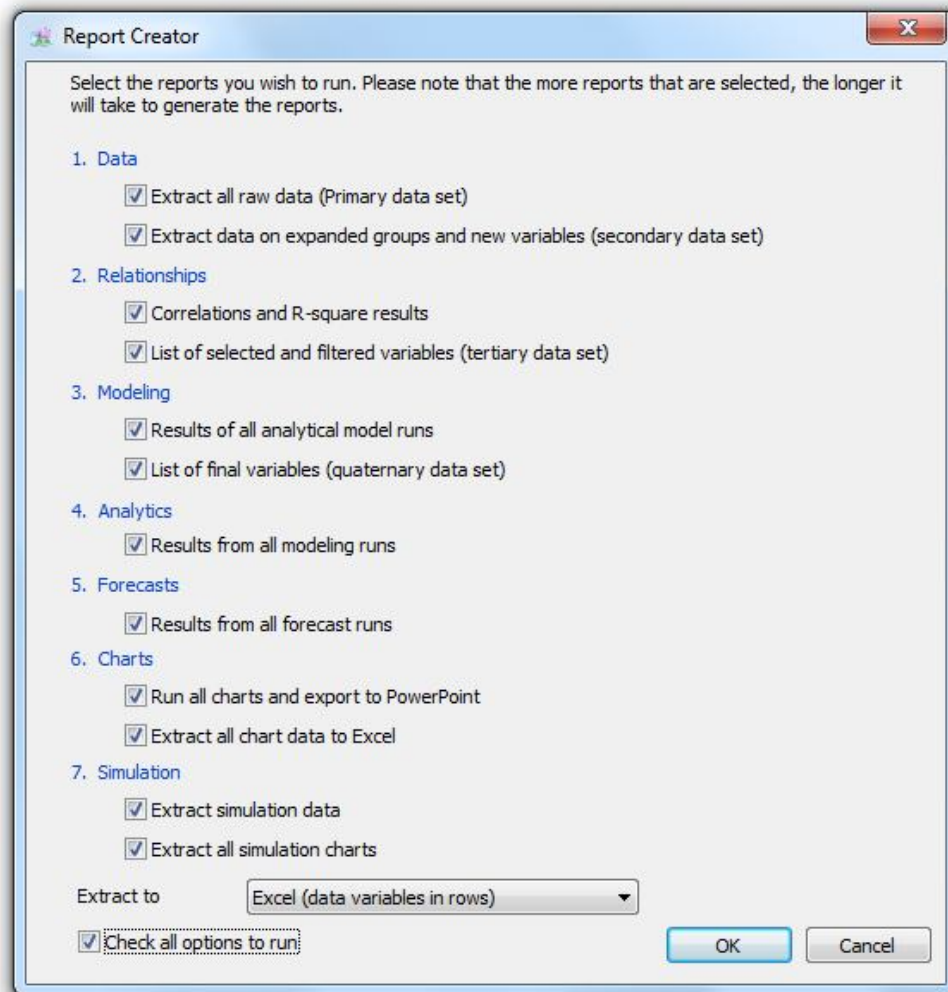 Report Creator
Select the reports you wish to run. Please note that the more reports that are selected, the longer it
will take to generate the reports.
1. Data
Extract all raw data (Primary data set)
Extract data on expanded groups and new variables (secondary data set)
2. Relationships
Correlations and R-square results
List of selected and filtered variables (tertiary data set)
3. Modeling
Results of all analytical model runs
List of final variables (quaternary data set)
4. Analytics
Results from all modeling runs
5. Forecasts
Results from all forecast runs
6. Charts
Run all charts and export to PowerPoint
Extract all chart data to Excel
7. Simulation
Extract simulation data
Extract all simulation charts
Extract to Excel (data variables in rows)
Check all options to run OK Cancel